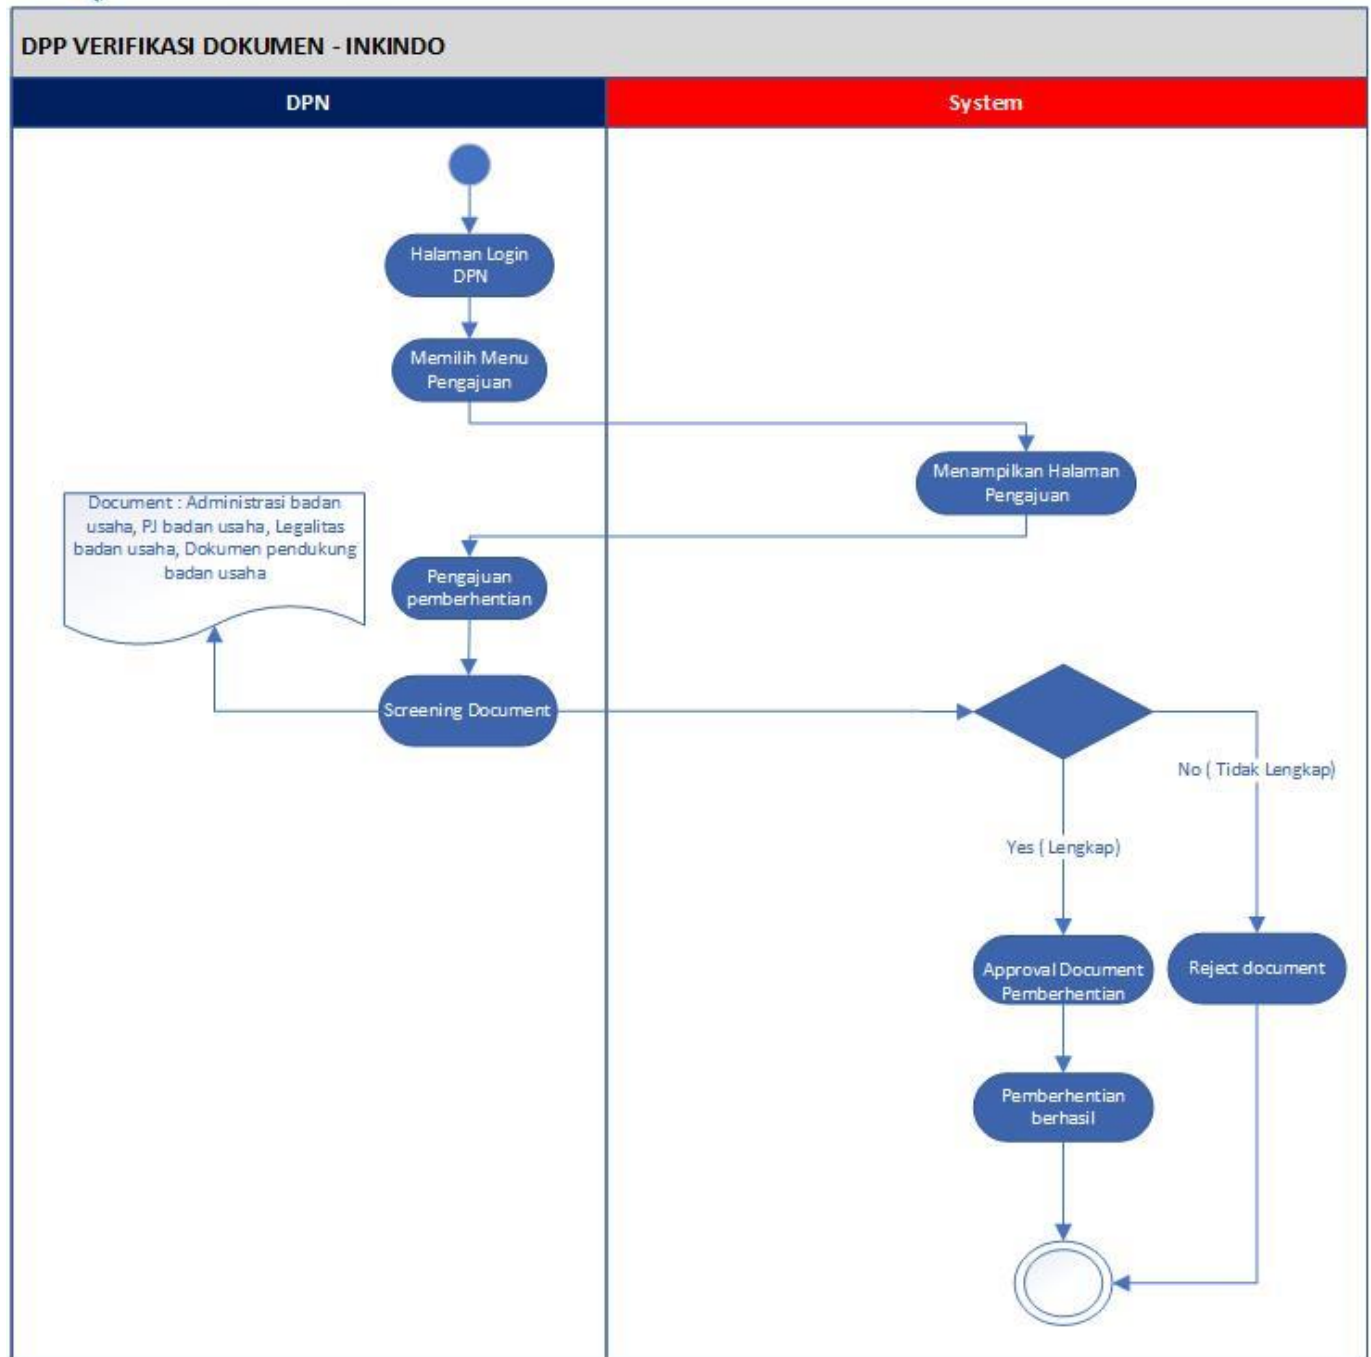 DPP VERIFIKASI DOKUMEN - INKINDO
DPN
System
Halaman Login
DPN
Memilih Menu
Pengajuan
Menampilkan Halaman
Pengajuan
Document : Administrasi badan
usaha, PJ badan usaha, Legalitas
badan usaha, Dokumen pendukung
badan usaha
Pengajuan
pemberhentian
Screening Document
No ( Tidak Lengkap)
Yes ( Lengkap)
Approval Document
Pemberhentian
Reject document
Pemberhentian
berhasil